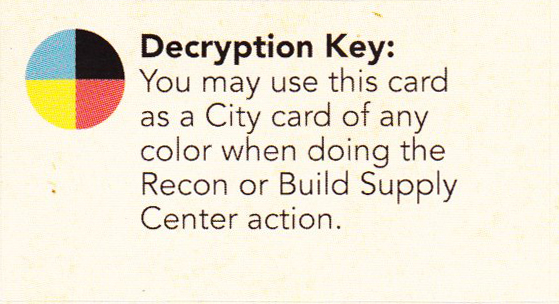 Decryption Key:
You may use this card
as a City card of any
color when doing the
Recon or Build Supply
Center action.